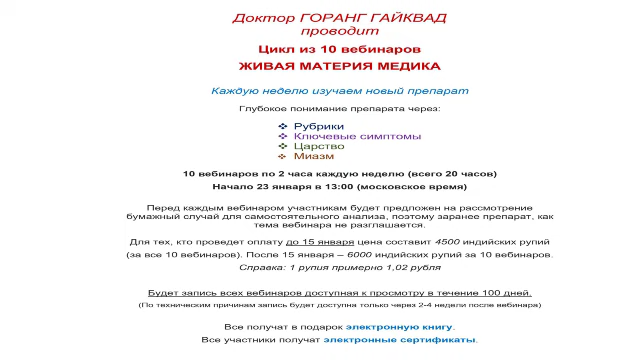 Доктор ГОРАНГ ГАЙКВАД
проводит
Цикл из 10 вебинаров
ЖИВАЯ МАТЕРИЯ МЕДИКА
Каждую неделю изучаем новый препарат
Глубокое понимание препарата через:
❖ Рубрики
❖ Ключевые симптомы
❖ Царство
❖ Миазм
10 вебинаров по 2 часа каждую неделю (всего 20 часов)
Начало 23 января в 13:00 (московское время)
Перед каждым вебинаром участникам будет предложен на рассмотрение
бумажный случай для самостоятельного анализа, поэтому заранее препарат, как
тема вебинара не разглашается.
Для тех, кто проведет оплату до 15 января цена составит 4500 индийских рупий
(за все 10 вебинаров). После 15 января – 6000 индийских рупий за 10 вебинаров.
Справка: 1 рупия примерно 1,02 рубля
Будет запись всех вебинаров доступная к просмотру в течение 100 дней.
(По техническим причинам запись будет доступна только через 2-4 недели после вебинара)
Все получат в подарок электронную книгу.
Все участники получат электронные сертификаты.